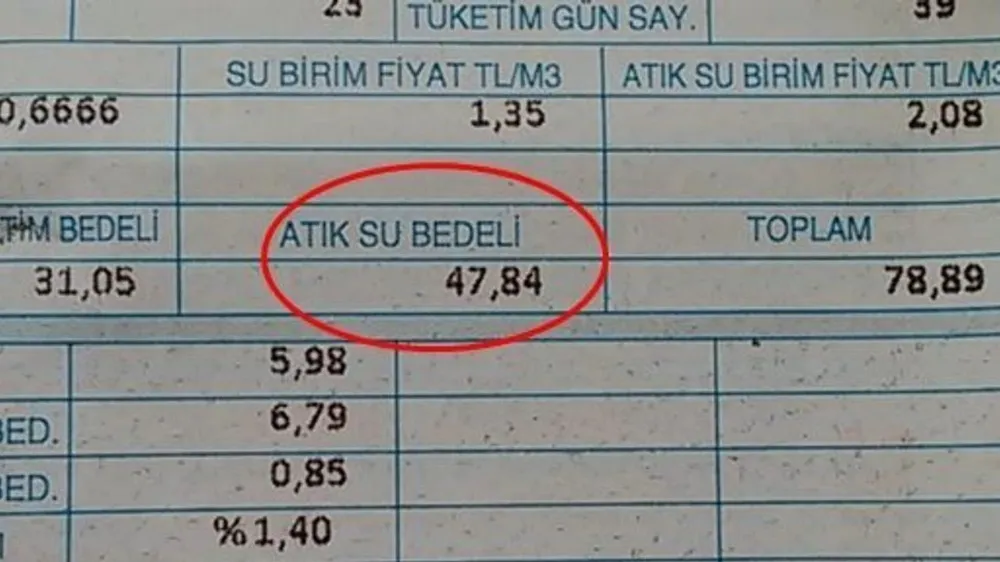 23 TÜKETİM GÜN SAY. 39
SU BİRİM FİYAT TL/M3 ATIK SU BİRİM FİYAT TL/M3
0,6666 1,35 2,08
TİM BEDELİ ATIK SU BEDELİ TOPLAM
31,05 47,84 78,89
5,98
BED. 6,79
BED. 0,85
%1,40